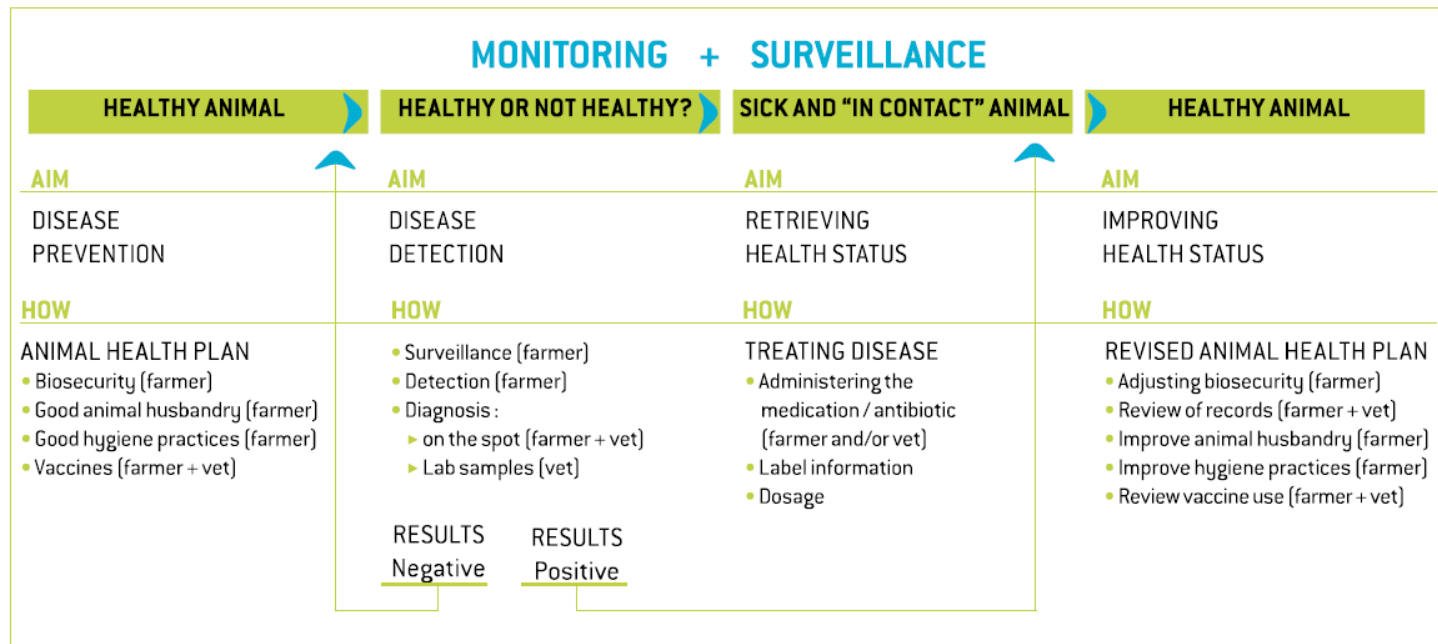 MONITORING + SURVEILLANCE
HEALTHY ANIMAL
HEALTHY OR NOT HEALTHY?
SICK AND “IN CONTACT” ANIMAL
HEALTHY ANIMAL
AIM
DISEASE
PREVENTION
HOW
ANIMAL HEALTH PLAN
• Biosecurity (farmer)
• Good animal husbandry (farmer)
• Good hygiene practices (farmer)
• Vaccines (farmer + vet)
AIM
DISEASE
DETECTION
HOW
• Surveillance (farmer)
• Detection (farmer)
• Diagnosis :
▸ on the spot (farmer + vet)
▸ Lab samples (vet)
RESULTS
Negative
RESULTS
Positive
AIM
RETRIEVING
HEALTH STATUS
HOW
TREATING DISEASE
• Administering the
medication / antibiotic
(farmer and/or vet)
• Label information
• Dosage
AIM
IMPROVING
HEALTH STATUS
HOW
REVISED ANIMAL HEALTH PLAN
• Adjusting biosecurity (farmer)
• Review of records (farmer + vet)
• Improve animal husbandry (farmer)
• Improve hygiene practices (farmer)
• Review vaccine use (farmer + vet)